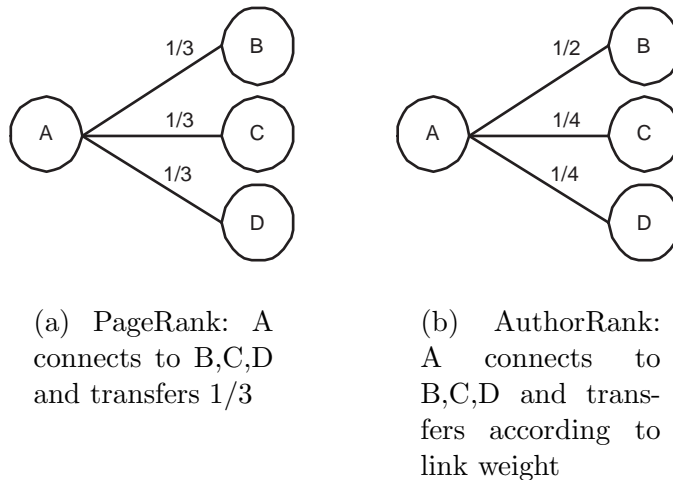 1/3
B
A
1/3
C
1/3
D
1/2
B
A
1/4
C
1/4
D
(a) PageRank: A
connects to B,C,D
and transfers 1/3
(b) AuthorRank:
A connects to
B,C,D and trans-
fers according to
link weight